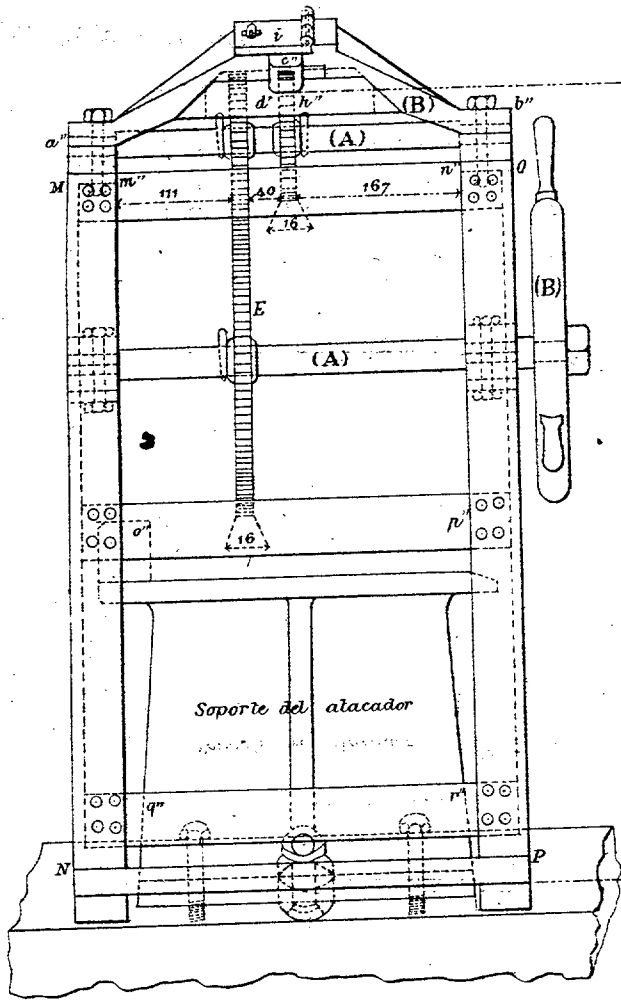 i
c"
d' h" (B)
a" b"
(A)
M m" n" O
111 40 167
16
(B)
E
(A)
o" p"
16
Soporte del atacador
q" r"
N P